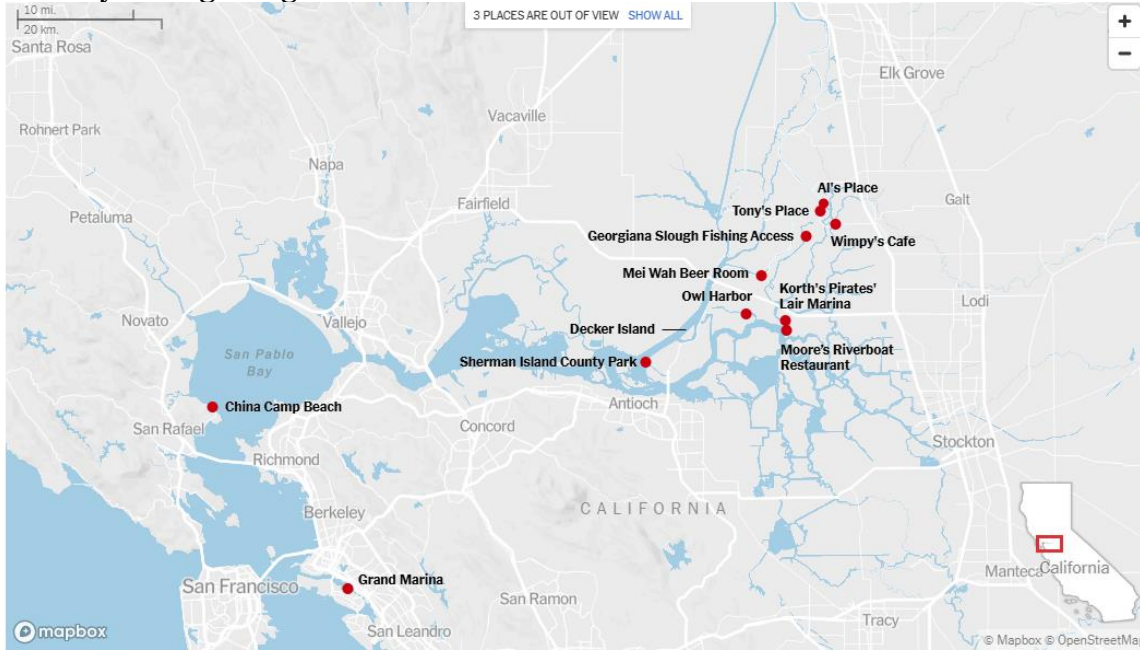 10 mi.
20 km.
3 PLACES ARE OUT OF VIEW SHOW ALL
+
−
Santa Rosa
Elk Grove
Rohnert Park
Vacaville
Napa
Al's Place
Fairfield
Galt
Petaluma
Tony's Place
Georgiana Slough Fishing Access
Wimpy's Cafe
Mei Wah Beer Room
Korth's Pirates'
Lair Marina
Owl Harbor
Lodi
Novato
Vallejo
Decker Island
San Pablo
Bay
Moore's Riverboat
Restaurant
Sherman Island County Park
China Camp Beach
Antioch
San Rafael
Concord
Stockton
Richmond
CALIFORNIA
Berkeley
Manteca
California
Grand Marina
San Francisco
San Ramon
Tracy
San Leandro
mapbox
© Mapbox © OpenStreetMap